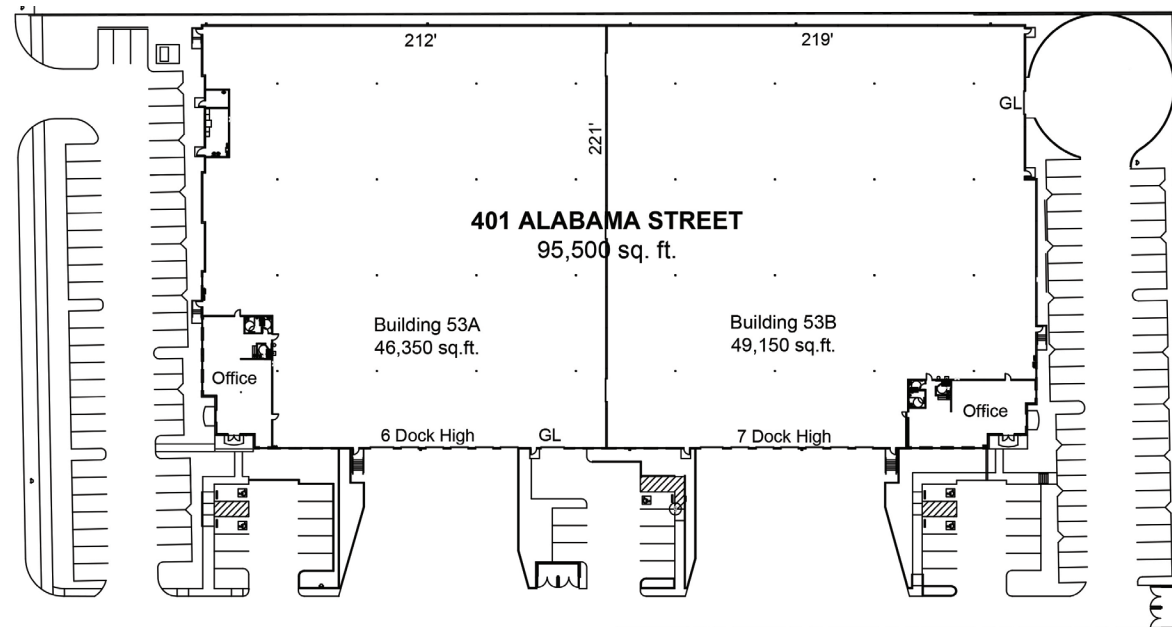 212'
219'
GL
221'
401 ALABAMA STREET
95,500 sq. ft.
Building 53A
46,350 sq.ft.
Building 53B
49,150 sq.ft.
Office
Office
6 Dock High
GL
7 Dock High